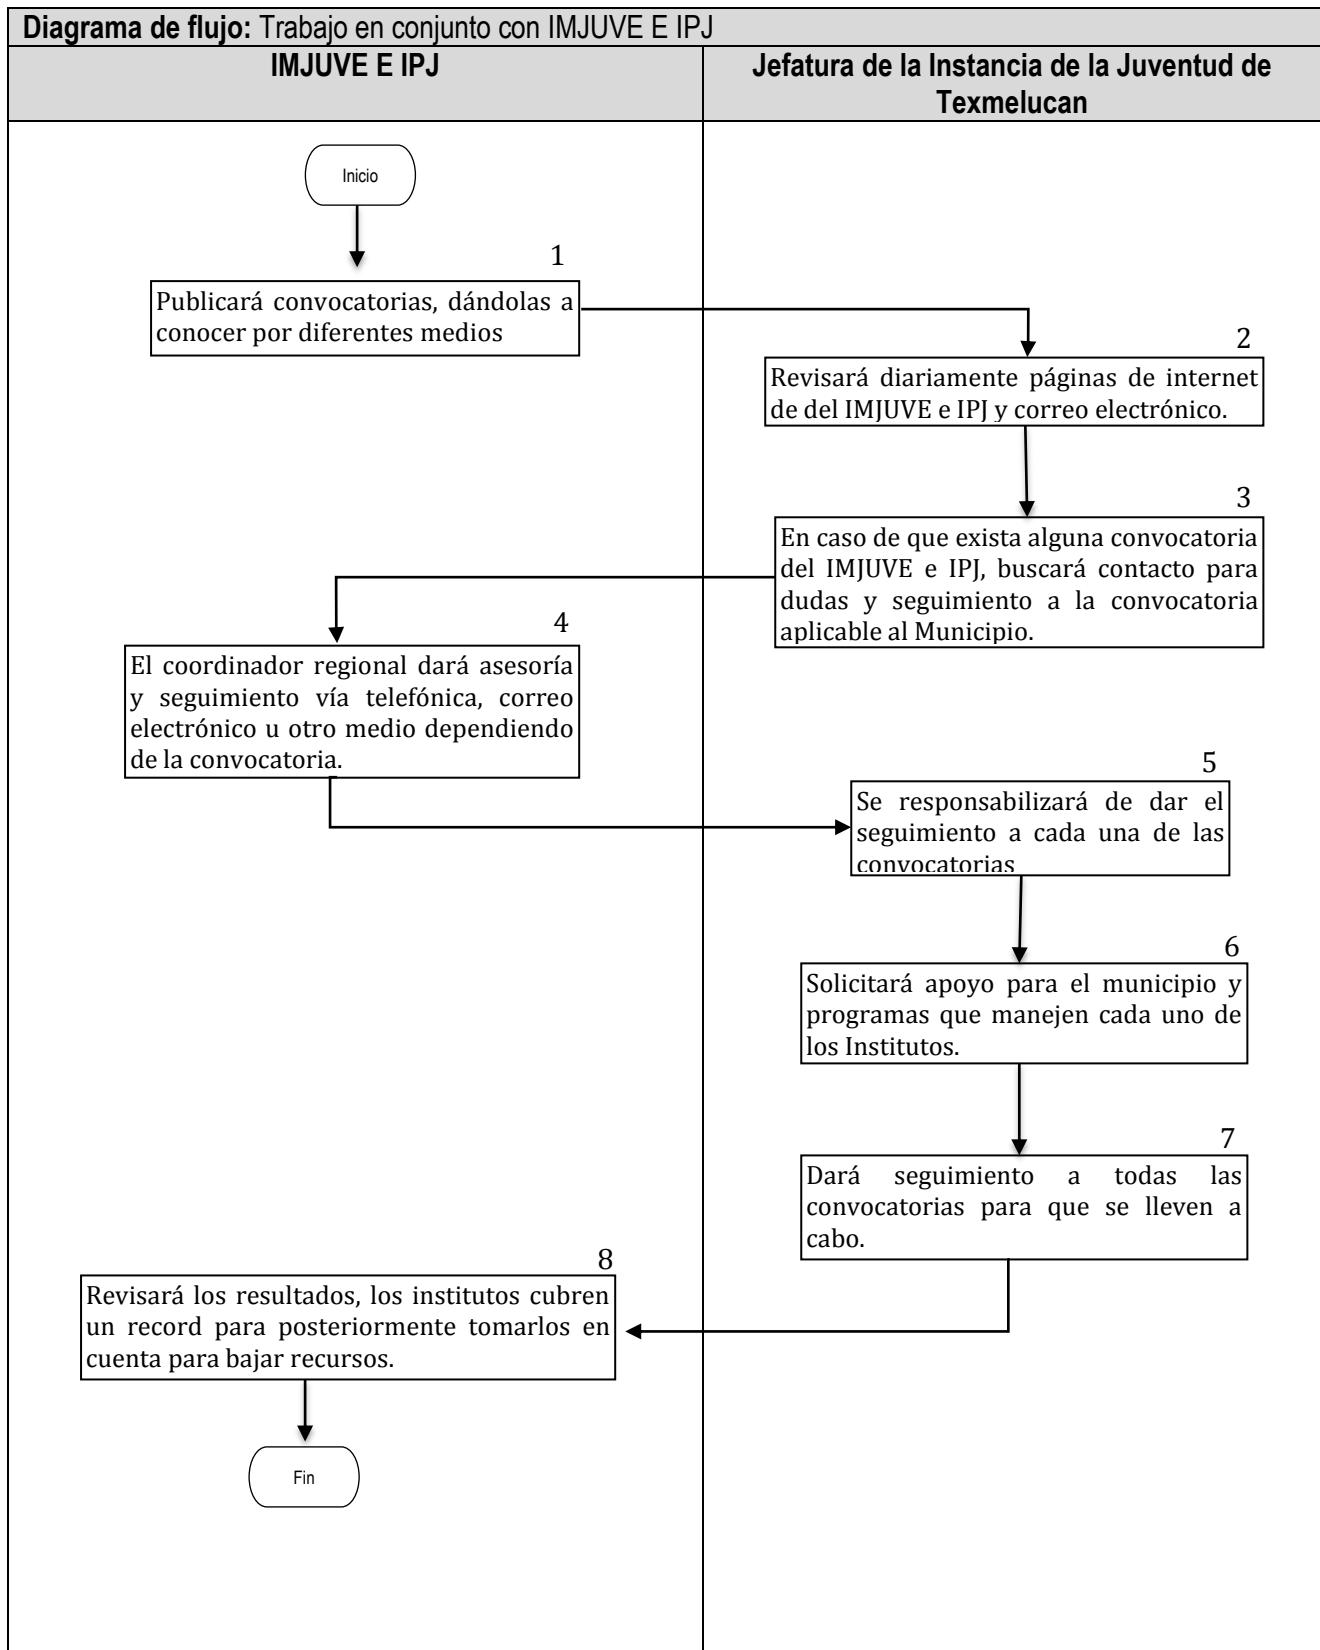 Diagrama de flujo: Trabajo en conjunto con IMJUVE E IPJ
IMJUVE E IPJ
Jefatura de la Instancia de la Juventud de
Texmelucan
Inicio
1
Publicará convocatorias, dándolas a
conocer por diferentes medios
2
Revisará diariamente páginas de internet
de del IMJUVE e IPJ y correo electrónico.
3
En caso de que exista alguna convocatoria
del IMJUVE e IPJ, buscará contacto para
dudas y seguimiento a la convocatoria
aplicable al Municipio.
4
El coordinador regional dará asesoría
y seguimiento vía telefónica, correo
electrónico u otro medio dependiendo
de la convocatoria.
5
Se responsabilizará de dar el
seguimiento a cada una de las
convocatorias
6
Solicitará apoyo para el municipio y
programas que manejen cada uno de
los Institutos.
7
Dará seguimiento a todas las
convocatorias para que se lleven a
cabo.
8
Revisará los resultados, los institutos cubren
un record para posteriormente tomarlos en
cuenta para bajar recursos.
Fin